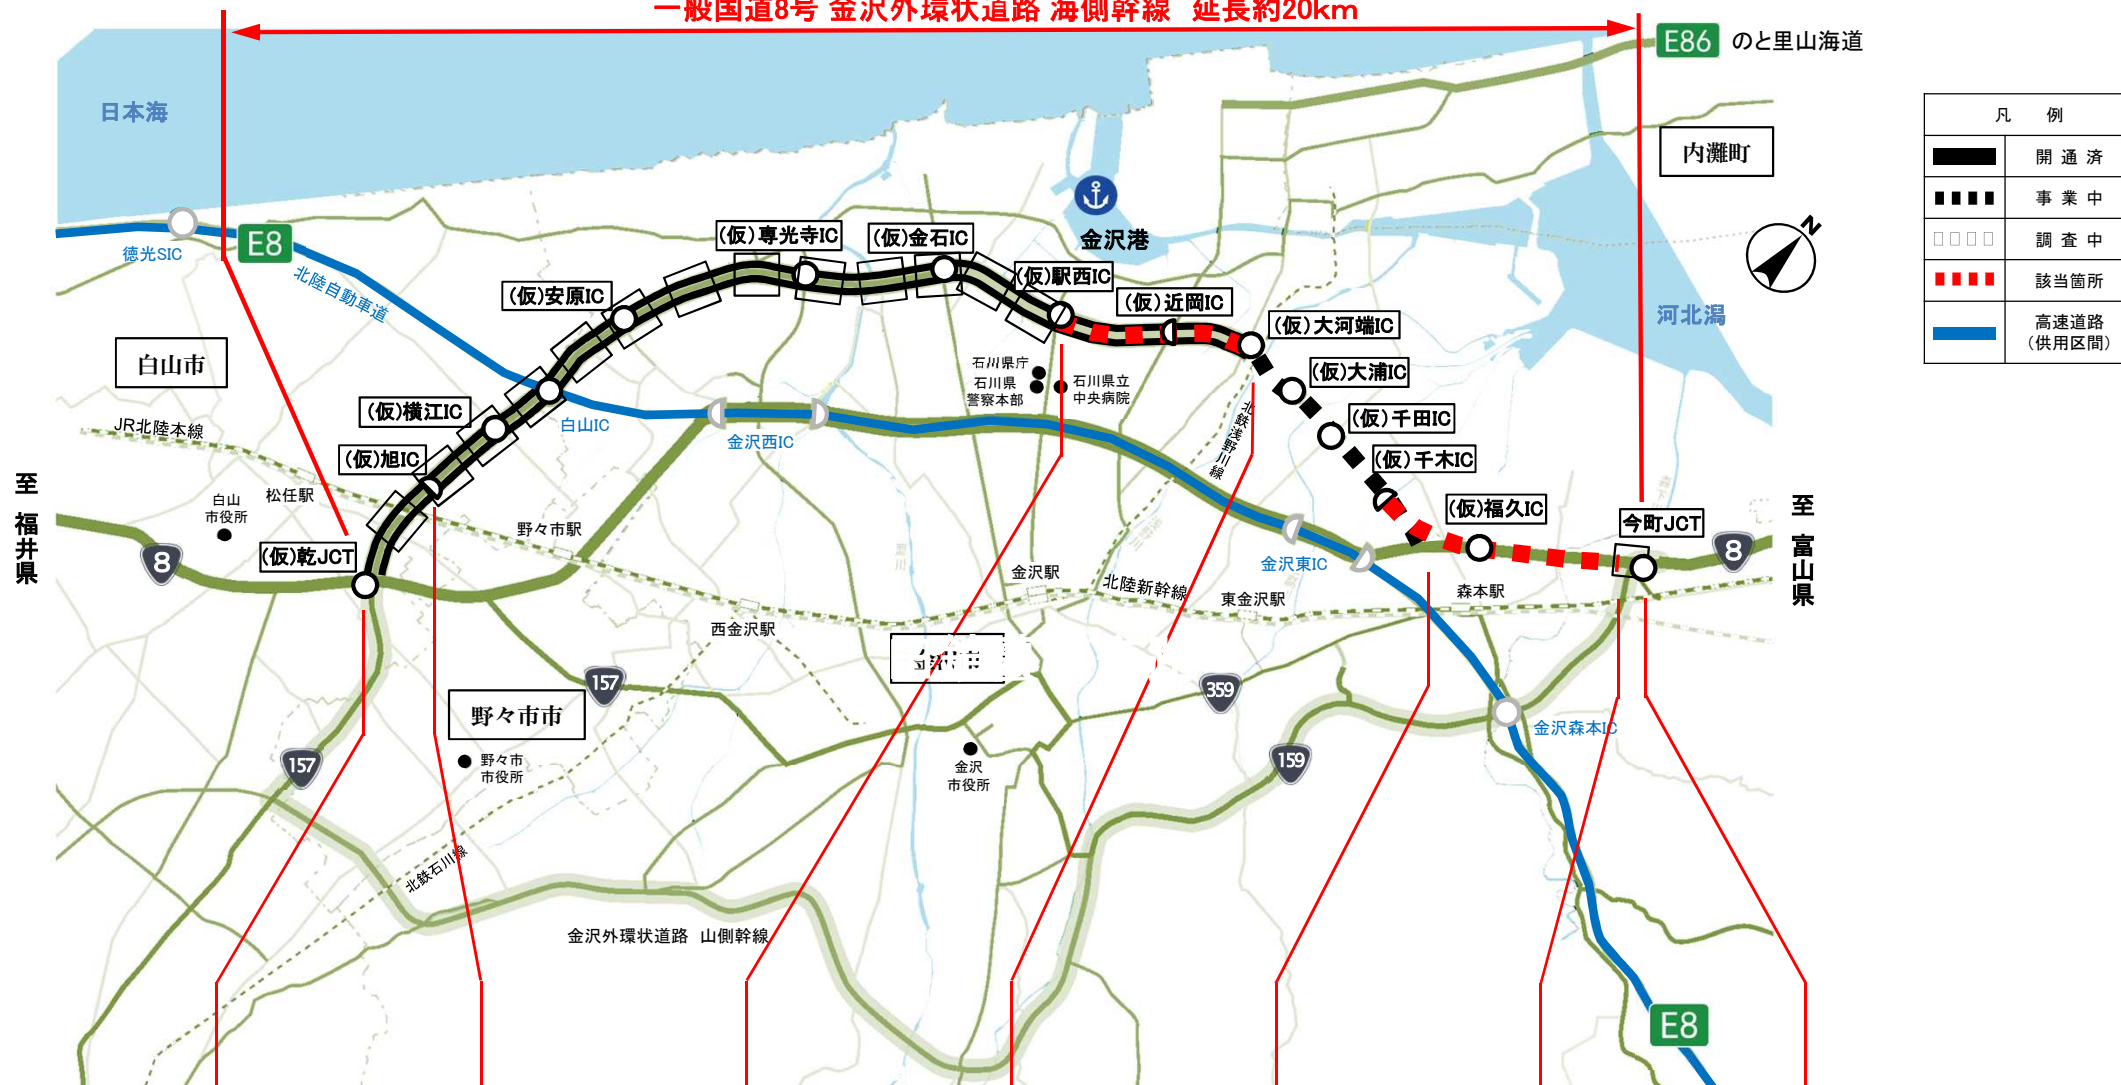 一般国道8号 金沢外環状道路 海側幹線 延長約20km
E86 のと里山海道
日本海
内灘町
凡 例
開通済
事業中
調査中
該当箇所
高速道路
(供用区間)
N
徳光SIC
E8
北陸自動車道
(仮)専光寺IC
(仮)金石IC
金沢港
(仮)駅西IC
(仮)安原IC
(仮)近岡IC
(仮)大河端IC
河北潟
白山市
石川県庁
石川県
警察本部
石川県立
中央病院
(仮)大浦IC
(仮)横江IC
白山IC
金沢西IC
北鉄浅野川線
(仮)千田IC
JR北陸本線
(仮)旭IC
(仮)千木IC
至 福井県
白山
市役所
松任駅
野々市駅
(仮)福久IC
今町JCT
至 富山県
8
(仮)乾JCT
金沢東IC
8
金沢駅
北陸新幹線
東金沢駅
森本駅
西金沢駅
157
359
野々市市
金沢森本IC
157
野々市
市役所
金沢
市役所
159
北鉄石川線
金沢外環状道路 山側幹線
E8